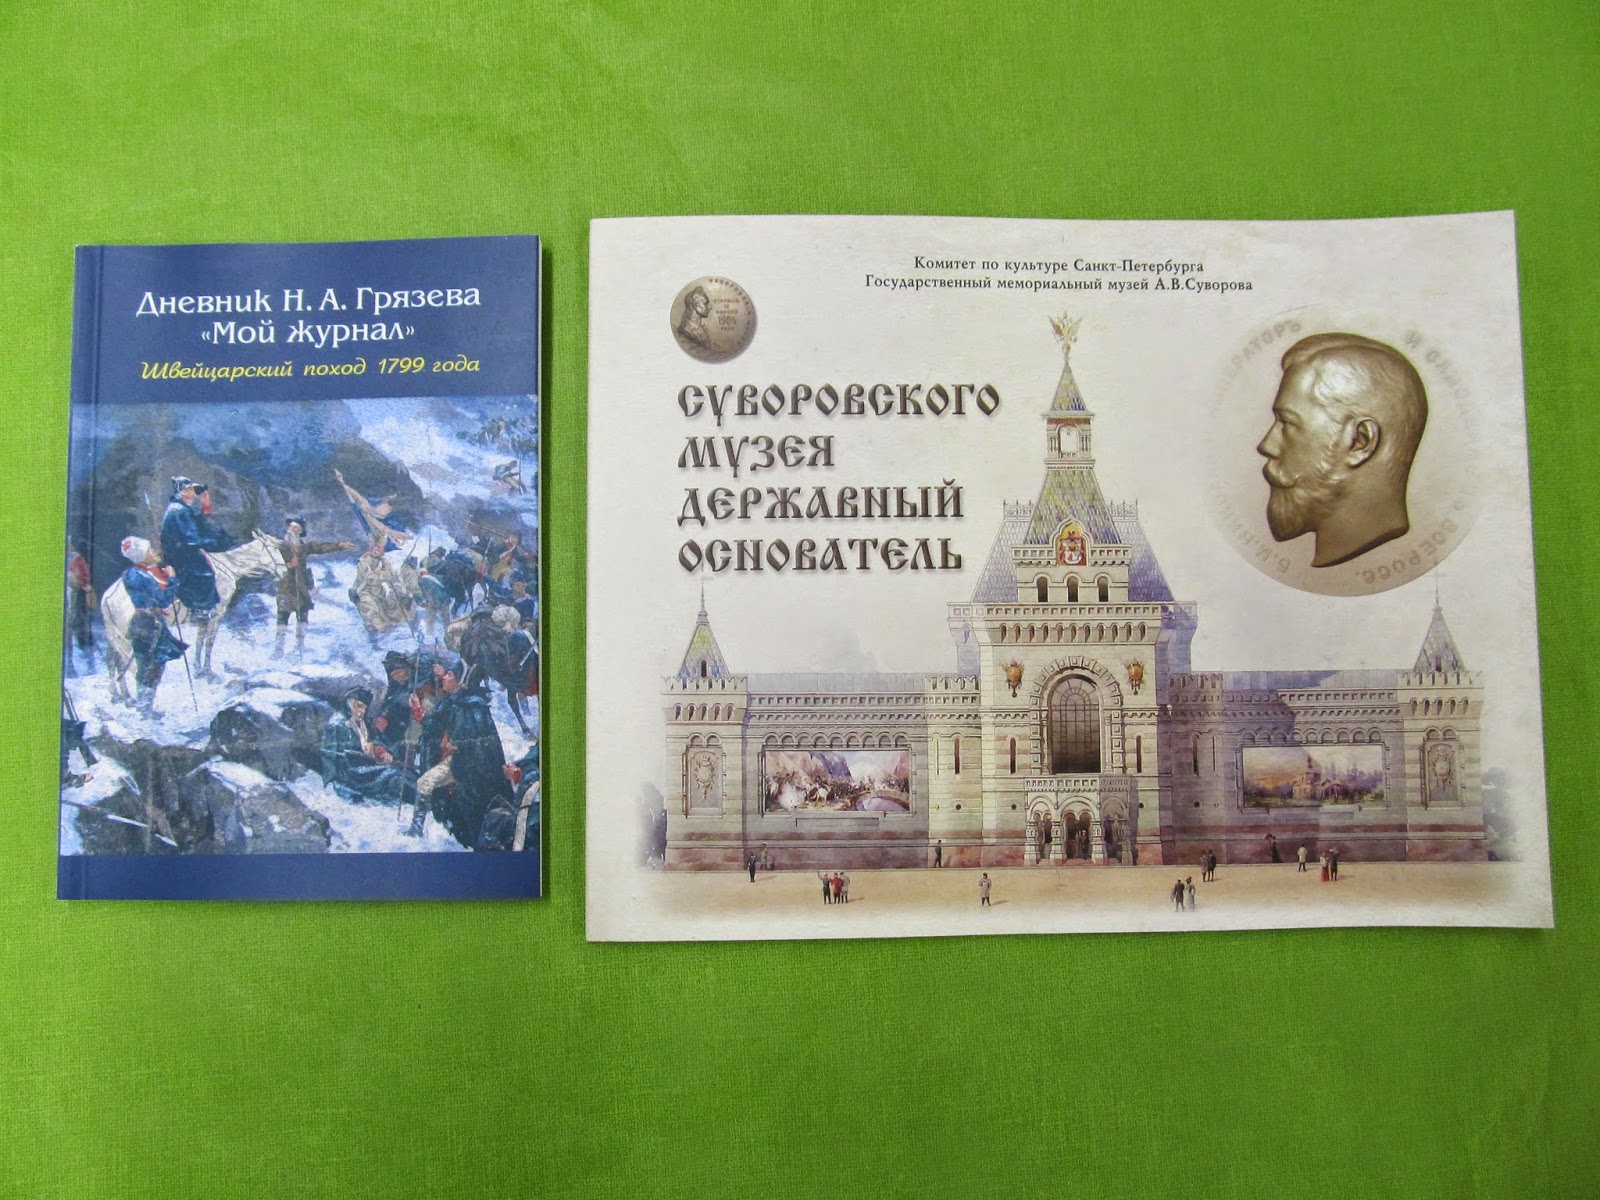 Дневник Н. А. Грязева
«Мой журнал»
Швейцарский поход 1799 года
Комитет по культуре Санкт-Петербурга
Государственный мемориальный музей А.В.Суворова
1904
СУВОРОВСКОГО
МУЗЕЯ
ДЕРЖАВНЫЙ
ОСНОВАТЕЛЬ